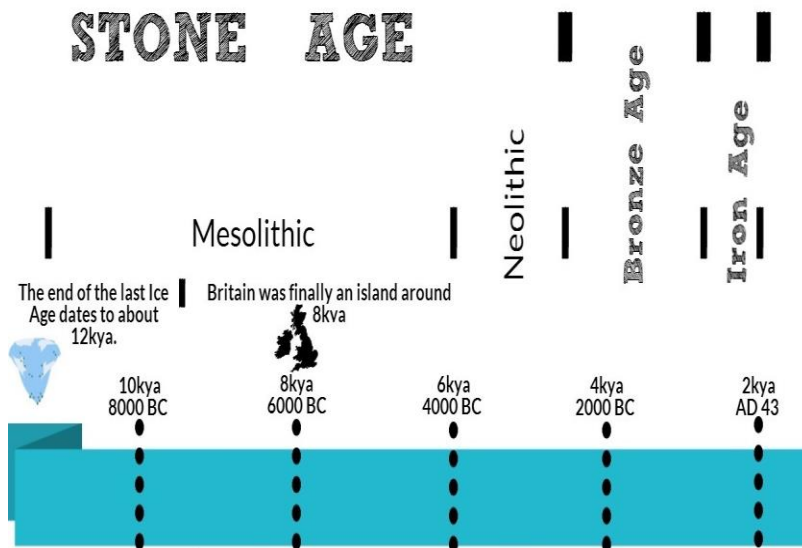 STONE AGE
Bronze Age
Iron Age
Neolithic
Mesolithic
The end of the last Ice
Age dates to about
12kya.
Britain was finally an island around
8kya
10kya
8000 BC
8kya
6000 BC
6kya
4000 BC
4kya
2000 BC
2kya
AD 43